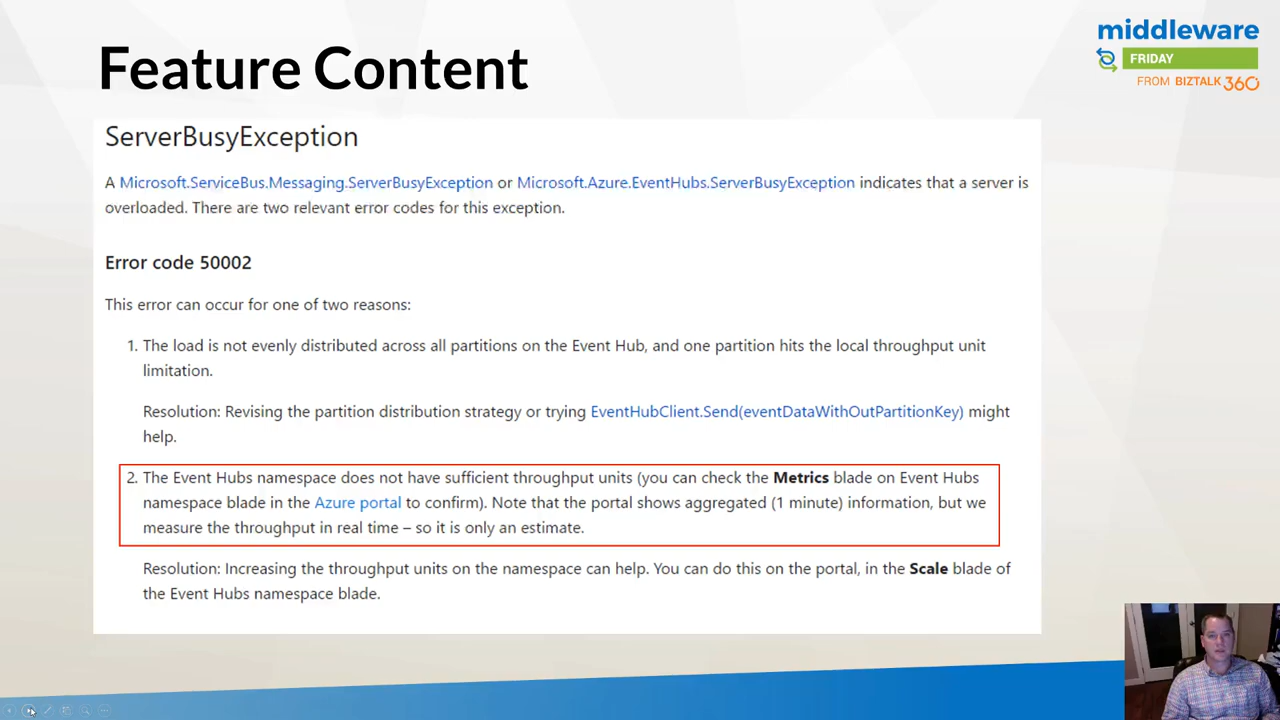 Feature Content
middleware
FRIDAY
FROM BIZTALK 360
ServerBusyException
A Microsoft.ServiceBus.Messaging.ServerBusyException or Microsoft.Azure.EventHubs.ServerBusyException indicates that a server is
overloaded. There are two relevant error codes for this exception.
Error code 50002
This error can occur for one of two reasons:
1. The load is not evenly distributed across all partitions on the Event Hub, and one partition hits the local throughput unit
limitation.
Resolution: Revising the partition distribution strategy or trying EventHubClient.Send(eventDataWithOutPartitionKey) might
help.
2. The Event Hubs namespace does not have sufficient throughput units (you can check the Metrics blade on Event Hubs
namespace blade in the Azure portal to confirm). Note that the portal shows aggregated (1 minute) information, but we
measure the throughput in real time – so it is only an estimate.
Resolution: Increasing the throughput units on the namespace can help. You can do this on the portal, in the Scale blade of
the Event Hubs namespace blade.